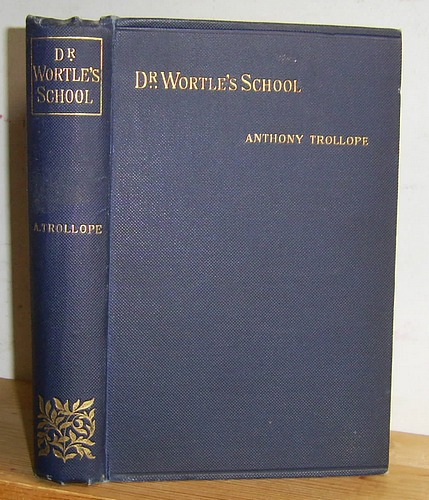 DR
WORTLE'S
SCHOOL
A. TROLLOPE
DR. WORTLE'S SCHOOL
ANTHONY TROLLOPE